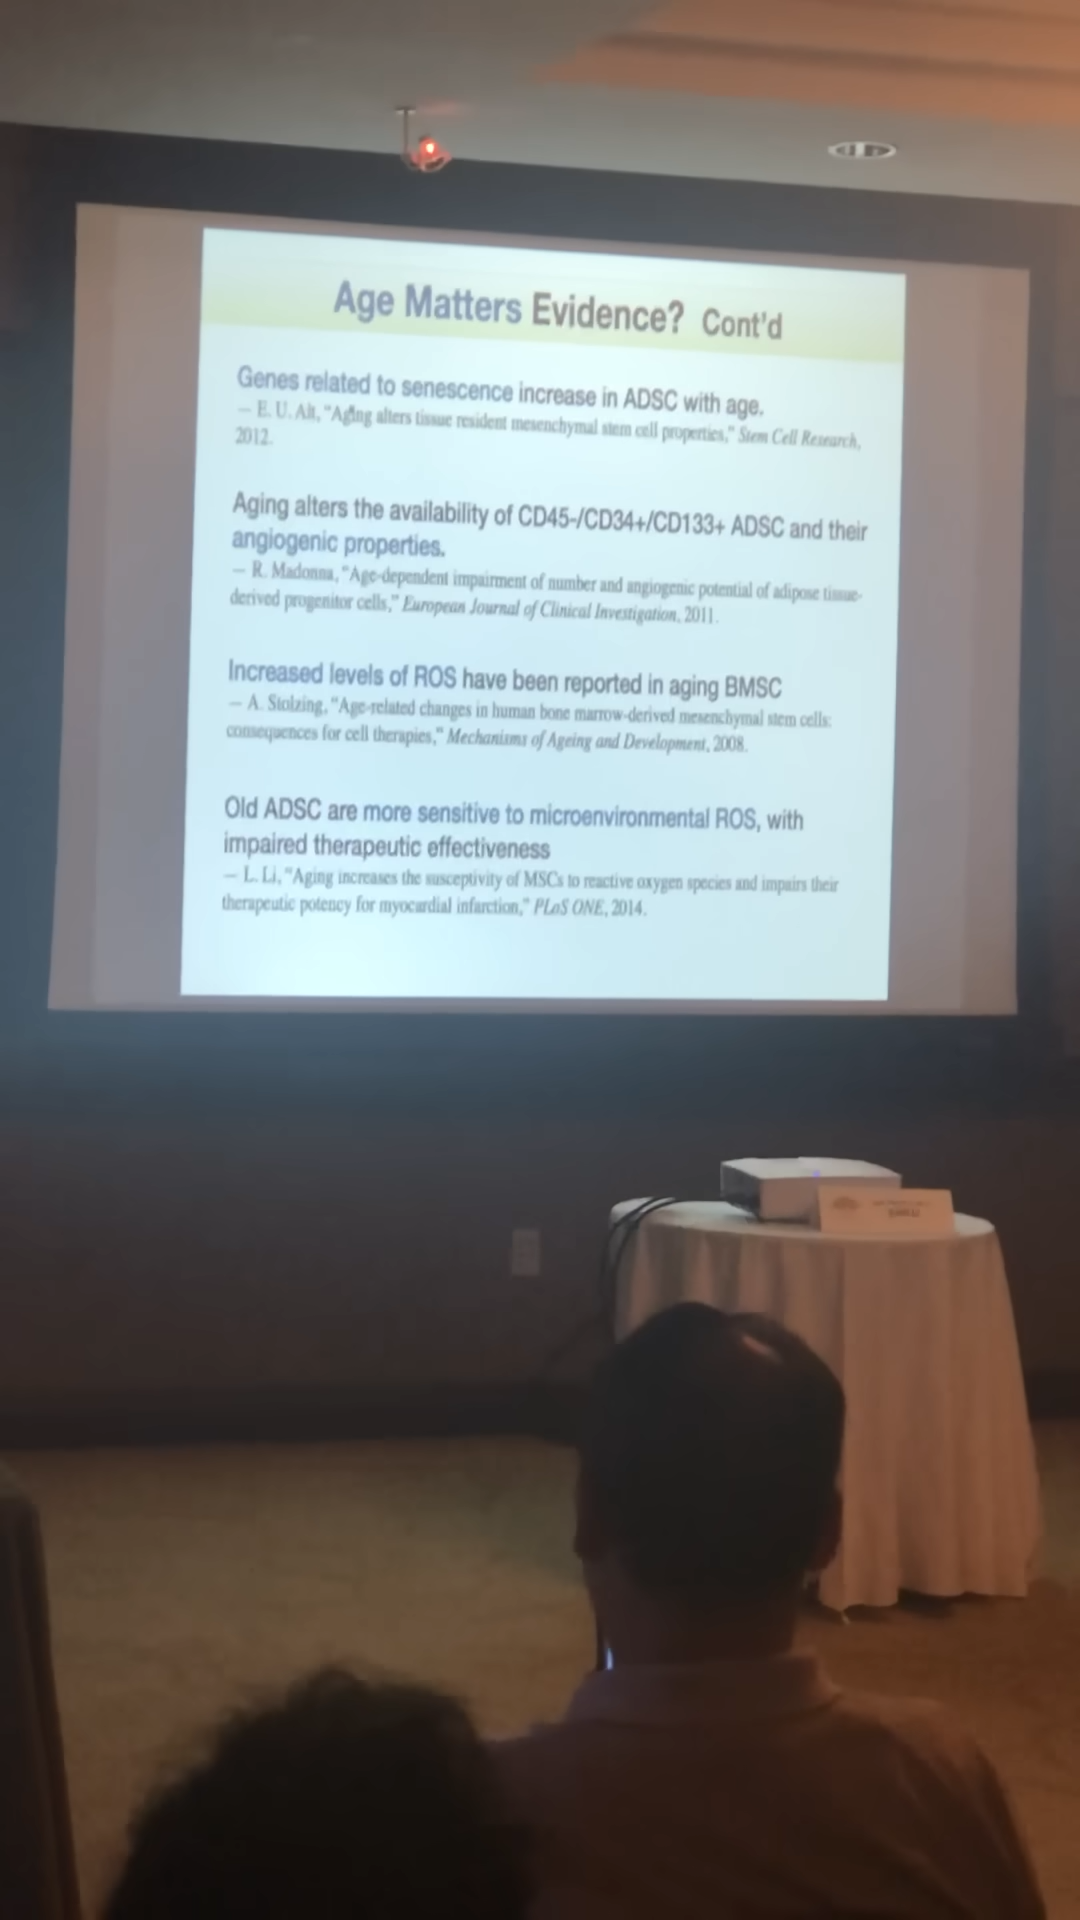 Age Matters Evidence? Cont'd
Genes related to senescence increase in ADSC with age.
– E. U. Alt, "Aging alters tissue resident mesenchymal stem cell properties," Stem Cell Research,
2012.
Aging alters the availability of CD45-/CD34+/CD133+ ADSC and their
angiogenic properties.
– R. Madonna, "Age-dependent impairment of number and angiogenic potential of adipose tissue-
derived progenitor cells," European Journal of Clinical Investigation, 2011.
Increased levels of ROS have been reported in aging BMSC
– A. Stolzing, "Age-related changes in human bone marrow-derived mesenchymal stem cells:
consequences for cell therapies," Mechanisms of Ageing and Development, 2008.
Old ADSC are more sensitive to microenvironmental ROS, with
impaired therapeutic effectiveness
– L. Li, "Aging increases the susceptivity of MSCs to reactive oxygen species and impairs their
therapeutic potency for myocardial infarction," PLoS ONE, 2014.